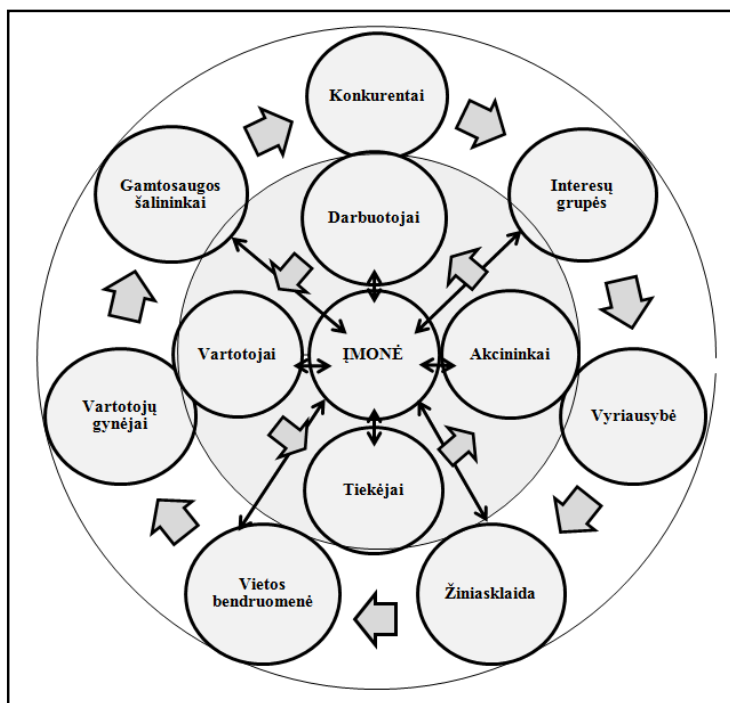 Konkurentai
Gamtosaugos
šalininkai
Interesų
grupės
Darbuotojai
Vartotojai
ĮMONĖ
Akcininkai
Vartotojų
gynėjai
Vyriausybė
Tiekėjai
Vietos
bendruomenė
Žiniasklaida